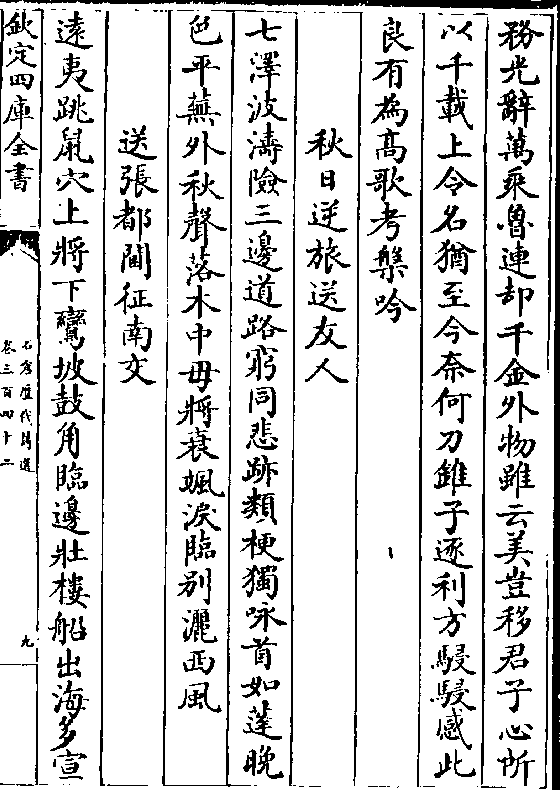 務光辭萬乘魯連却千金外物雖云美豈移君子心所
以千載上令名猶至今奈何刀錐子逐利方駸駸感此
良有為高歌考槃吟
秋日逆旅送友人
七澤波濤險三邊道路窮同悲跡類梗獨咏首如蓬晚
色平蕪外秋聲落木中毋將衰颯淚臨別灑西風
送張都閫征南交
遠夷跳鼠穴上將下鸞坡鼓角臨邊壯樓船出海多宣
欽定四庫全書
石倉歷代詩選
卷三百四十二
九